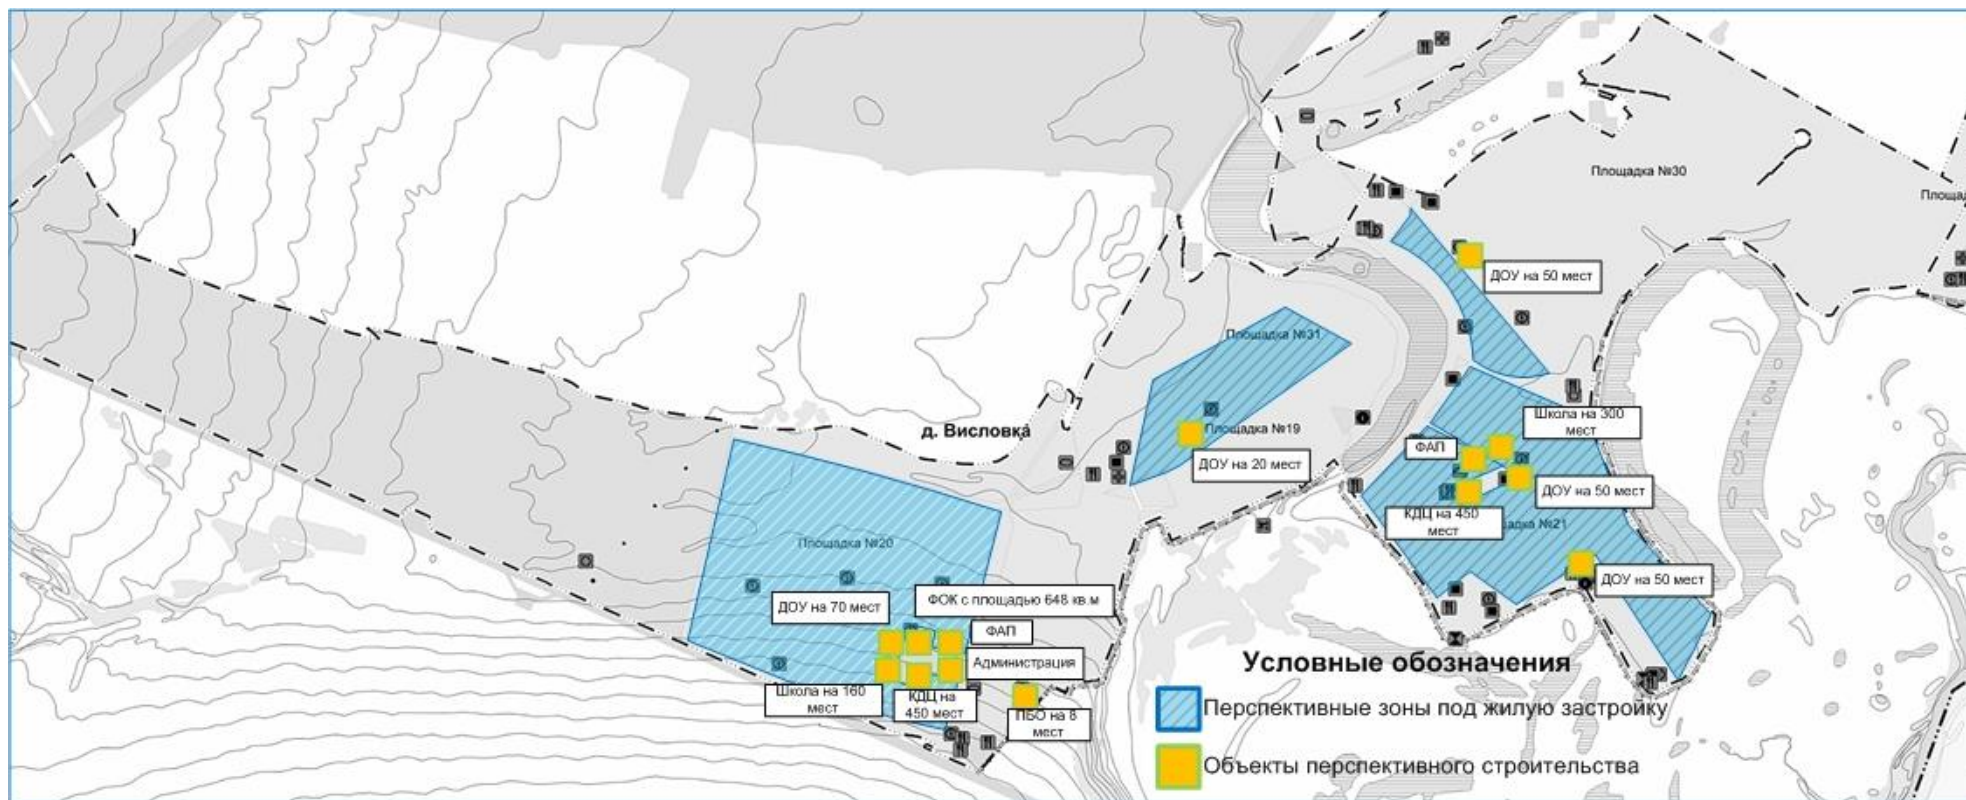 Площадка №30
Площад
ДОУ на 50 мест
Площадка №31
Школа на 300
мест
д. Висловка
Площадка №19
ФАП
ДОУ на 20 мест
ДОУ на 50 мест
КДЦ на 450
мест
адка №21
Площадка №20
ДОУ на 50 мест
ДОУ на 70 мест
ФОК с площадью 648 кв.м
ФАП
Администрация
Школа на 160
мест
КДЦ на
450 мест
ПБО на 8
мест
Условные обозначения
Перспективные зоны под жилую застройку
Объекты перспективного строительства